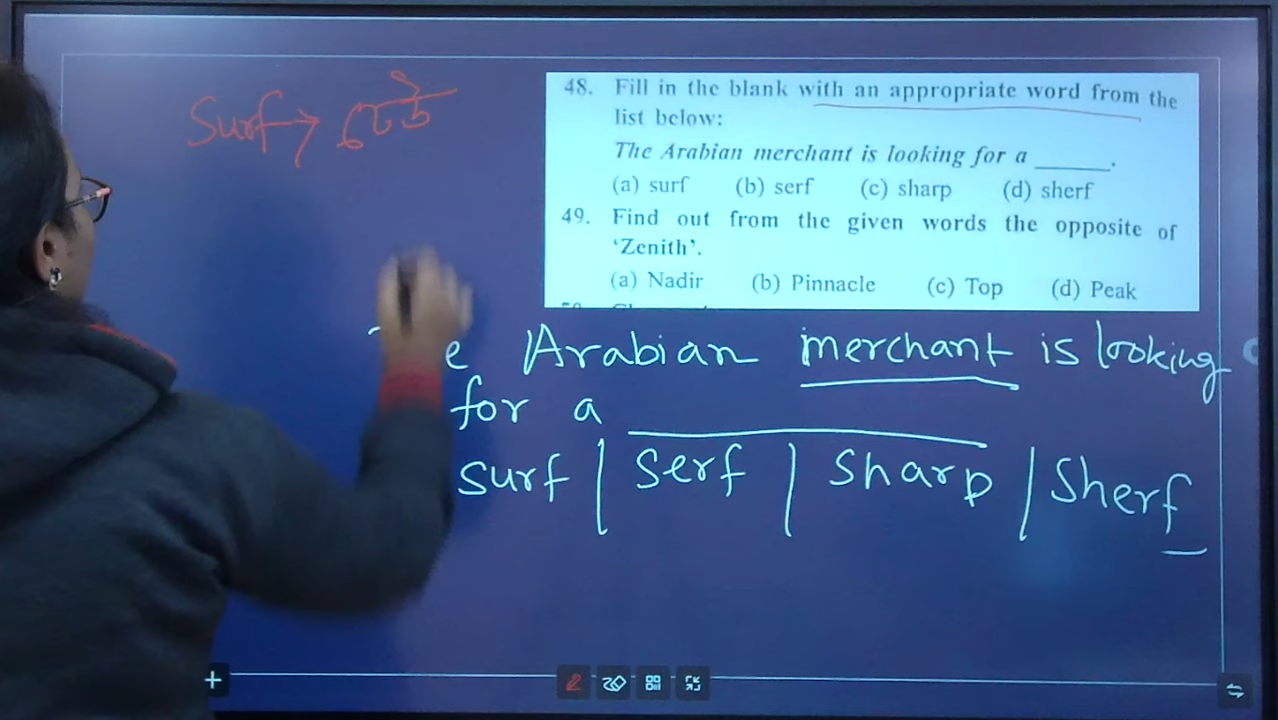 Surf → ঢেউ
48. Fill in the blank with an appropriate word from the
list below:
The Arabian merchant is looking for a ______.
(a) surf (b) serf (c) sharp (d) sherf
49. Find out from the given words the opposite of
‘Zenith’.
(a) Nadir (b) Pinnacle (c) Top (d) Peak
Arabian merchant is looking
for a ______
surf | serf | sharp | sherf